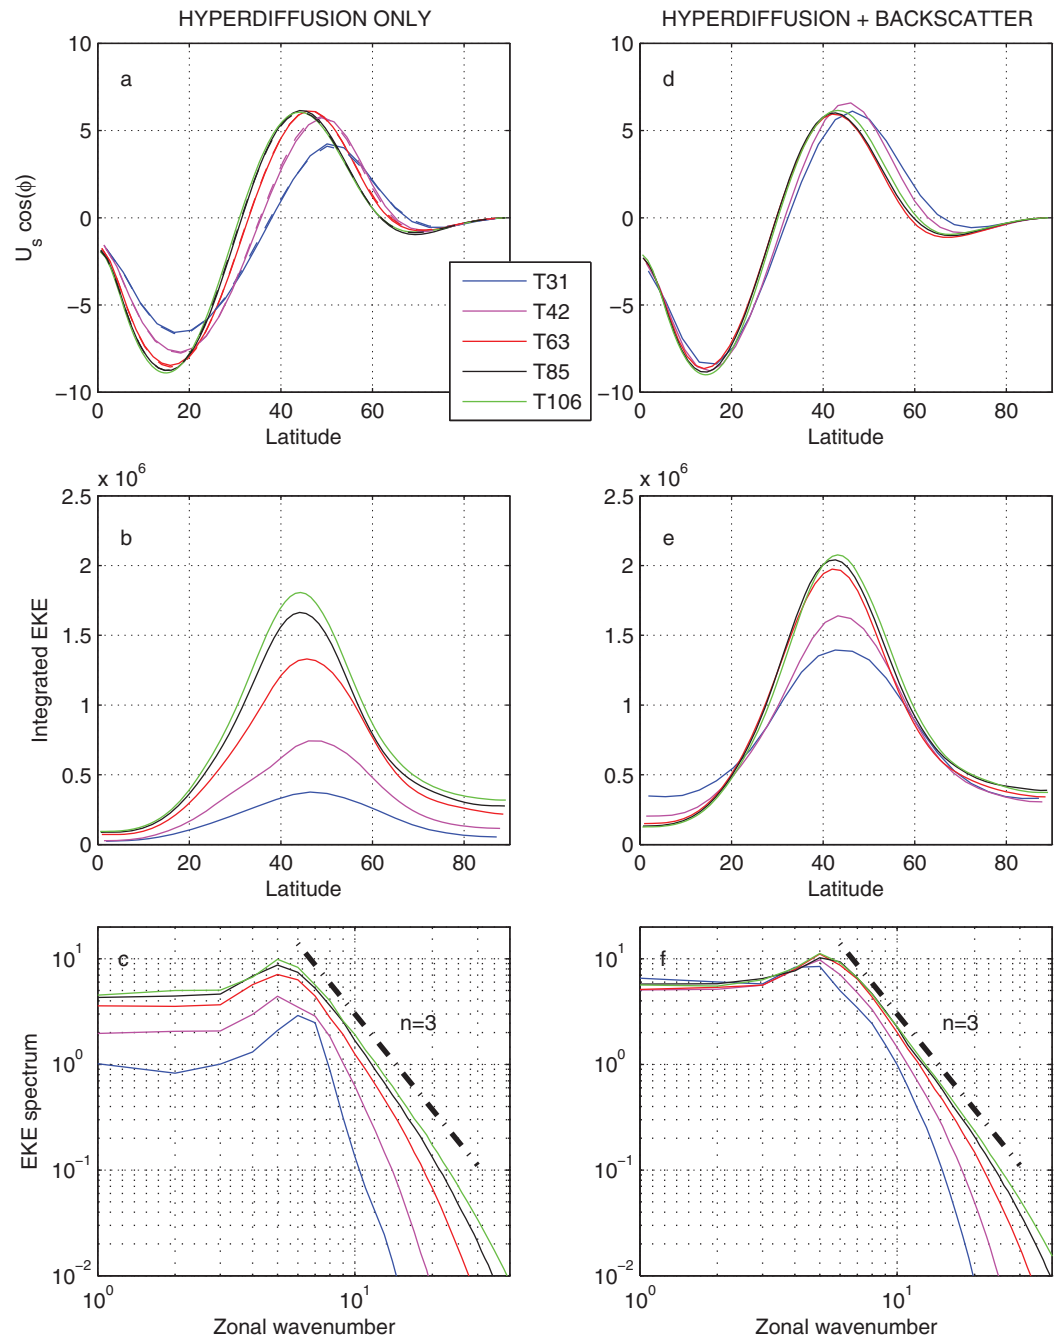 HYPERDIFFUSION ONLY
HYPERDIFFUSION + BACKSCATTER
a
U_s cos(ϕ)
10
5
0
−5
−10
0
20
40
60
Latitude
T31
T42
T63
T85
T106
d
10
5
0
−5
−10
0
20
40
60
80
Latitude
x 10^6
b
Integrated EKE
2.5
2
1.5
1
0.5
0
0
20
40
60
80
Latitude
x 10^6
e
2.5
2
1.5
1
0.5
0
0
20
40
60
80
Latitude
c
n=3
EKE spectrum
10^1
10^0
10^−1
10^−2
10^0
10^1
Zonal wavenumber
f
n=3
10^1
10^0
10^−1
10^−2
10^0
10^1
Zonal wavenumber